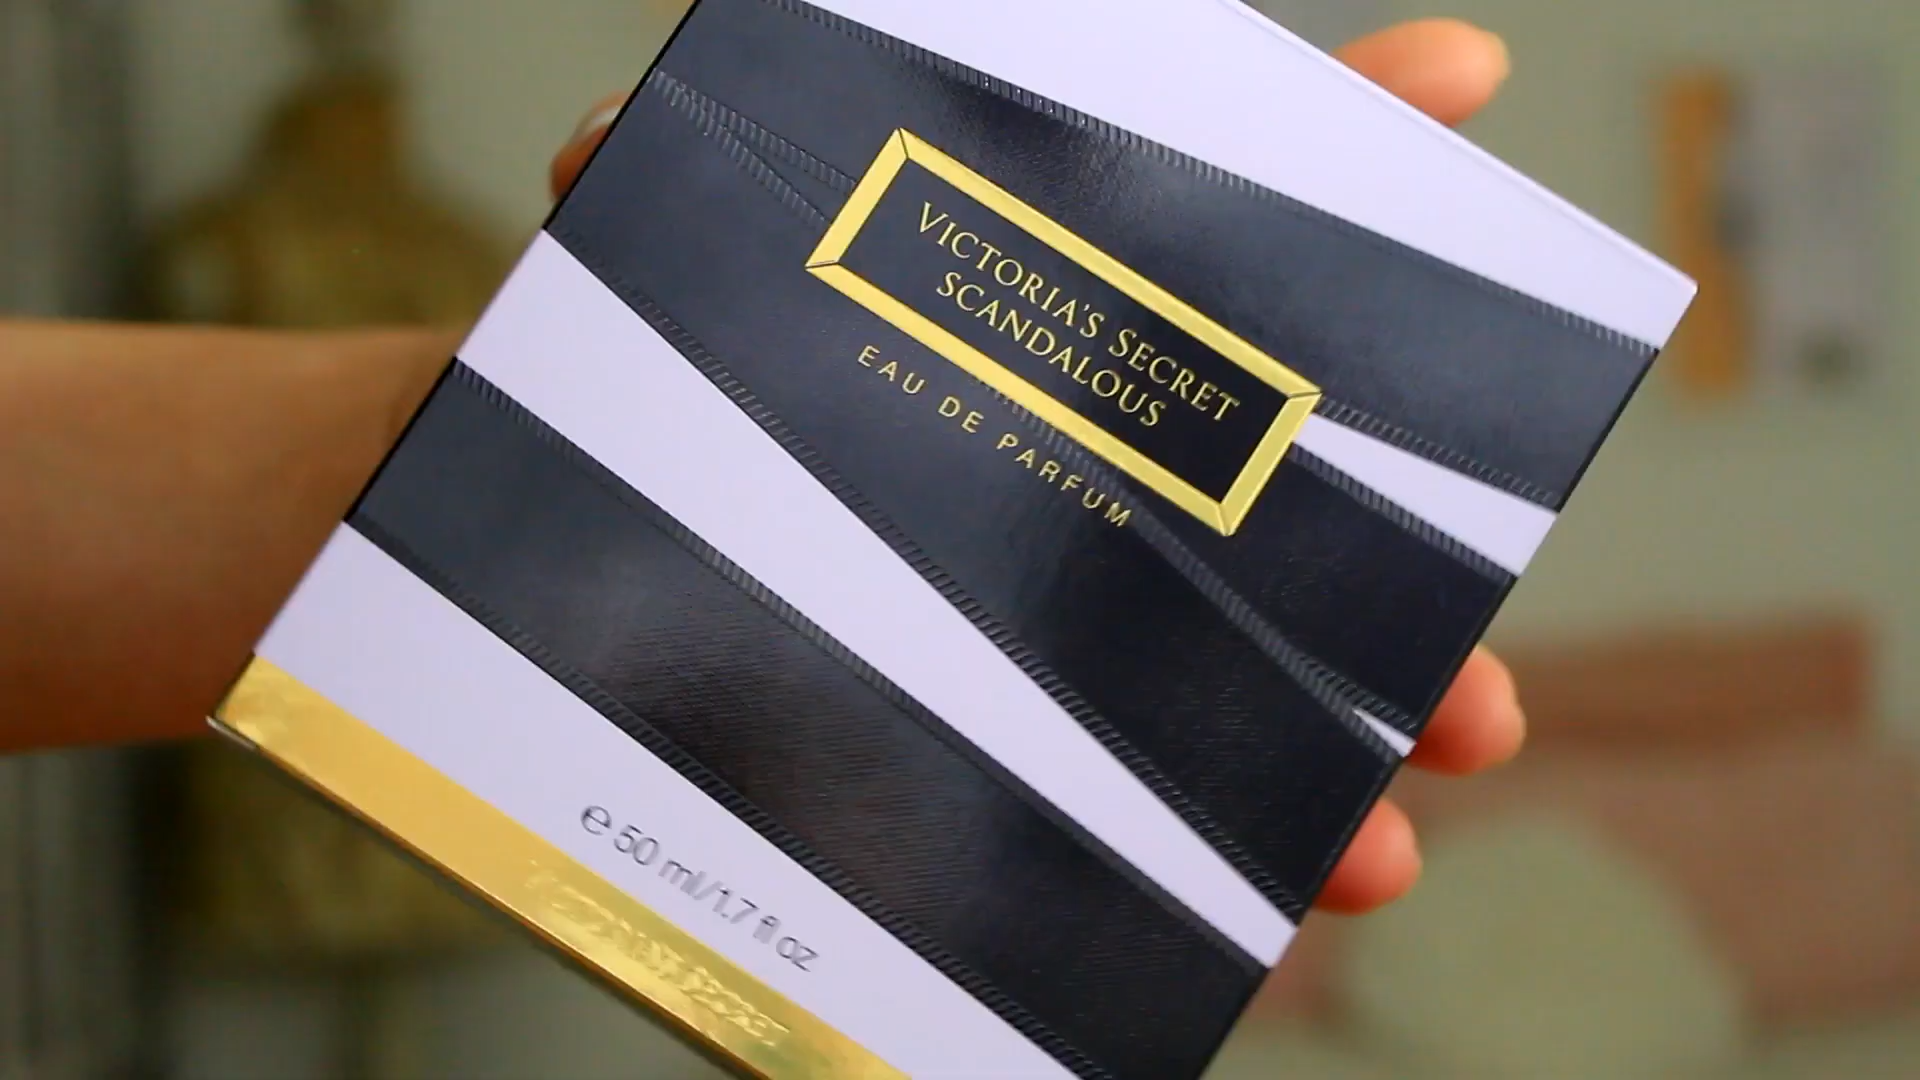 VICTORIA'S SECRET
SCANDALOUS
EAU DE PARFUM
℮ 50 ml/1.7 fl oz